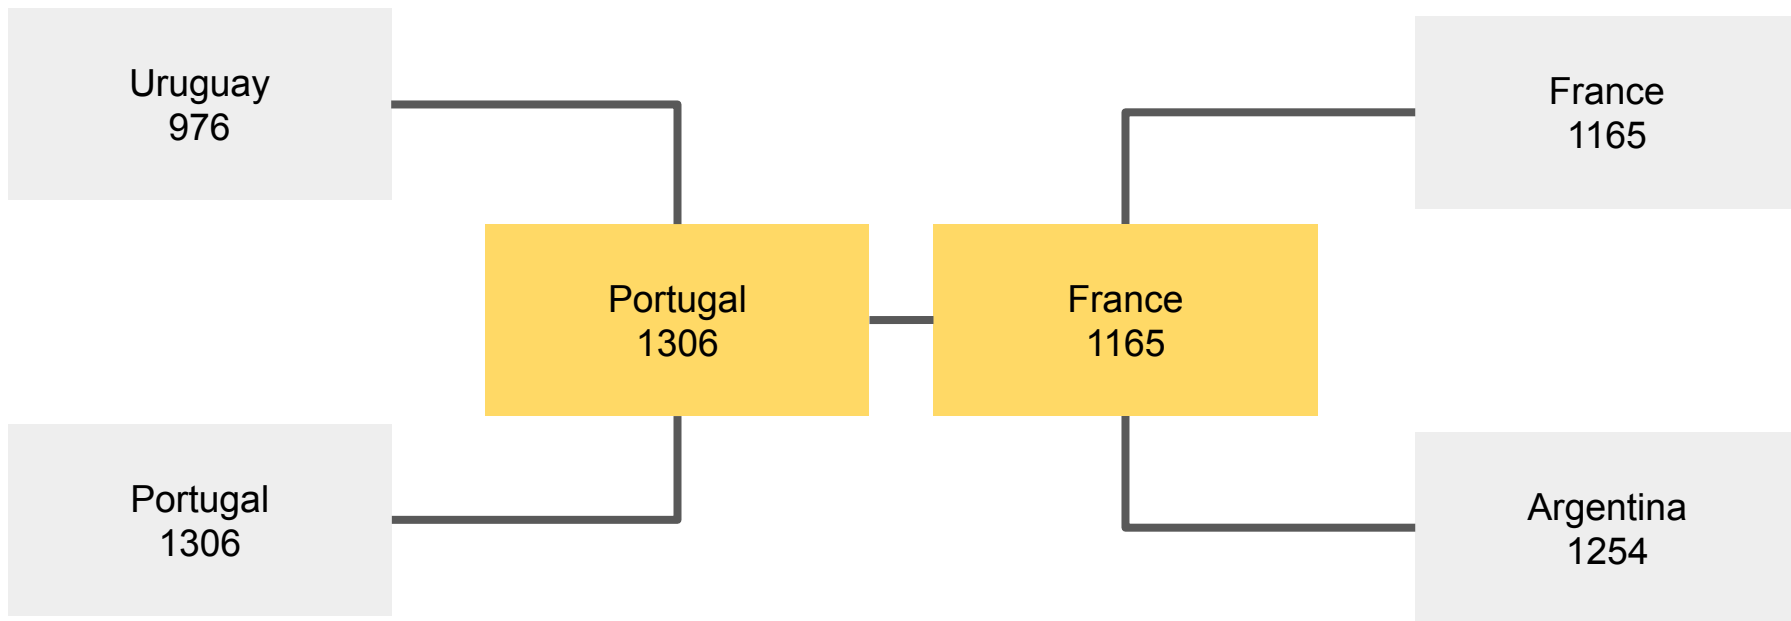 Uruguay
976
France
1165
Portugal
1306
France
1165
Portugal
1306
Argentina
1254